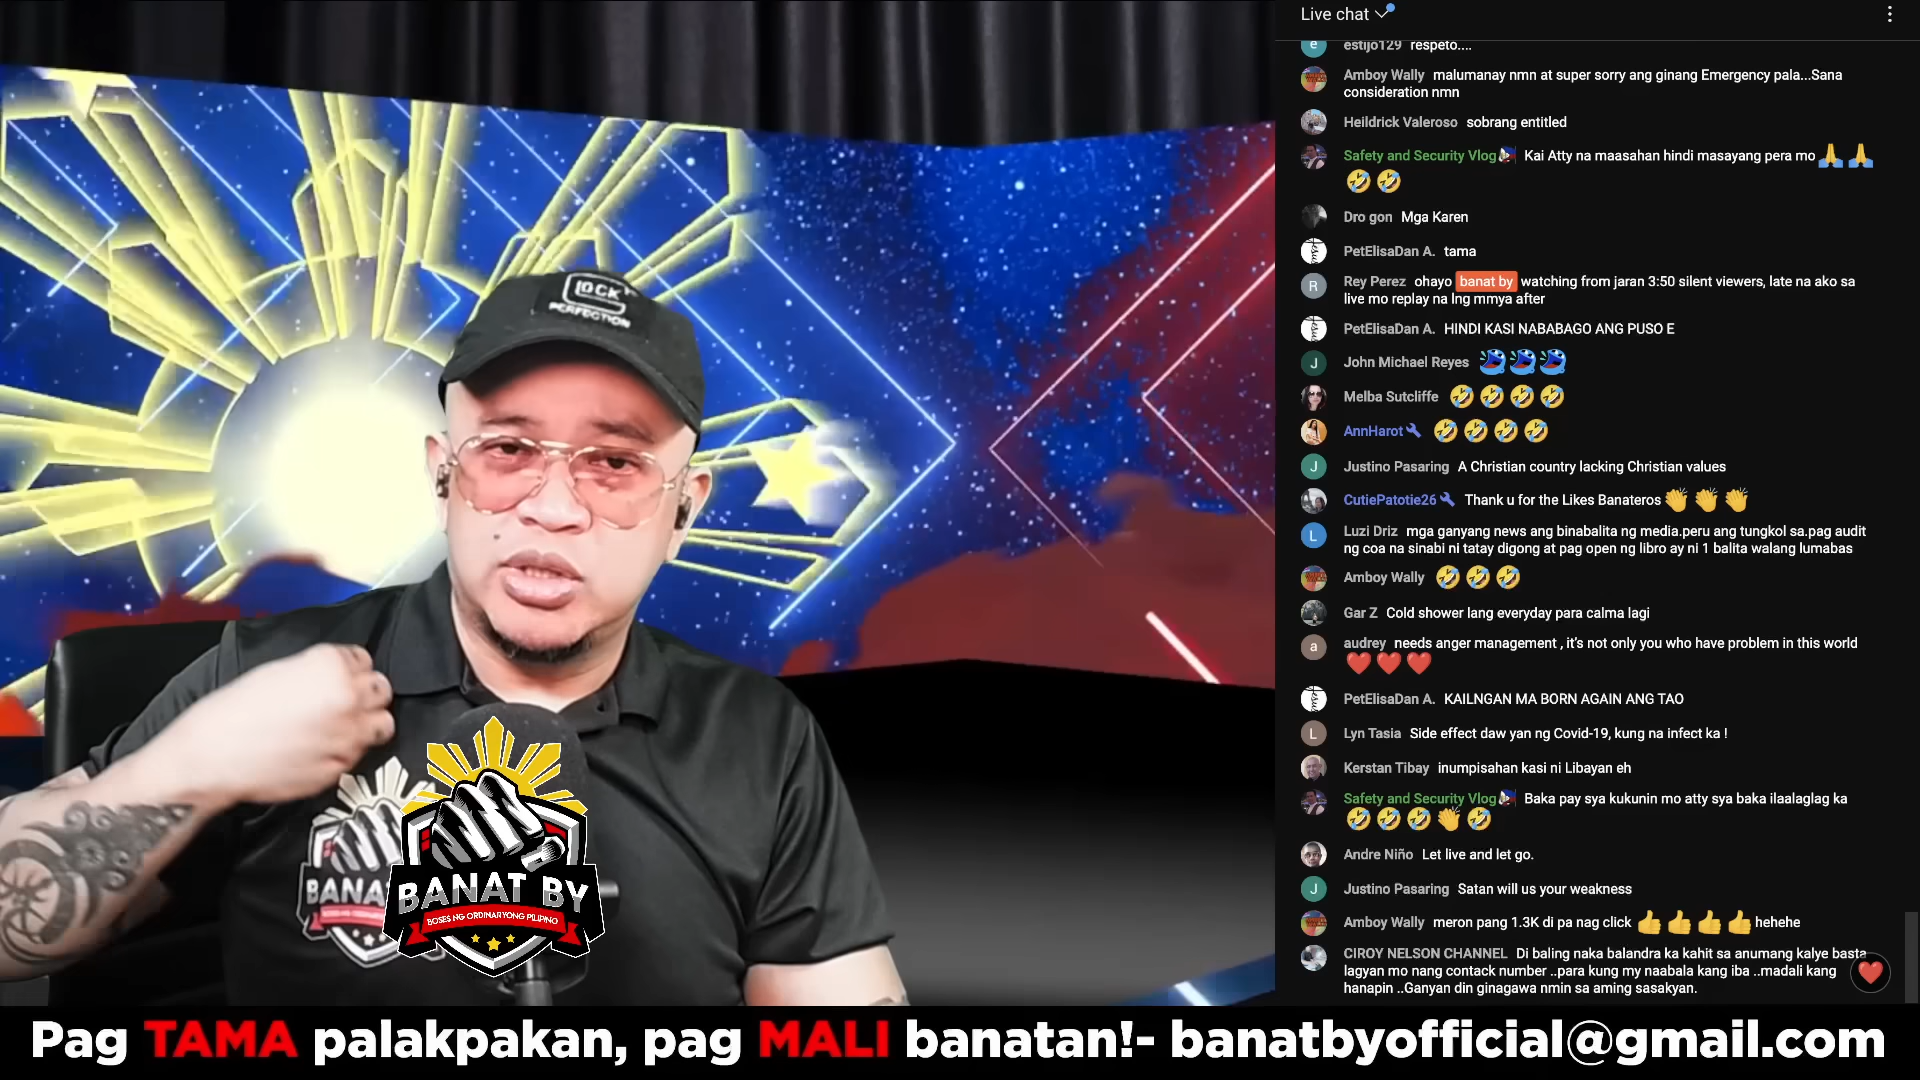 Live chat
estijo129 respeto....
Amboy Wally malumanay nmn at super sorry ang ginang Emergency pala...Sana
consideration nmn
Heildrick Valeroso sobrang entitled
Safety and Security Vlog Kai Atty na maasahan hindi masayang pera mo 🙏 🙏
🤣 🤣
Dro gon Mga Karen
PetElisaDan A. tama
Rey Perez ohayo banat by watching from jaran 3:50 silent viewers, late na ako sa
live mo replay na lng mmya after
PetElisaDan A. HINDI KASI NABABAGO ANG PUSO E
John Michael Reyes
Melba Sutcliffe 🤣 🤣 🤣 🤣
AnnHarot 🤣 🤣 🤣 🤣
Justino Pasaring A Christian country lacking Christian values
CutiePatotie26 Thank u for the Likes Banateros 👏 👏 👏
Luzi Driz mga ganyang news ang binabalita ng media.peru ang tungkol sa.pag audit
ng coa na sinabi ni tatay digong at pag open ng libro ay ni 1 balita walang lumabas
Amboy Wally 🤣 🤣 🤣
Gar Z Cold shower lang everyday para calma lagi
audrey needs anger management , it's not only you who have problem in this world
❤️ ❤️ ❤️
PetElisaDan A. KAILNGAN MA BORN AGAIN ANG TAO
Lyn Tasia Side effect daw yan ng Covid-19, kung na infect ka !
Kerstan Tibay inumpisahan kasi ni Libayan eh
Safety and Security Vlog Baka pay sya kukunin mo atty sya baka ilaalaglag ka
🤣 🤣 🤣 👏 🤣
Andre Niño Let live and let go.
Justino Pasaring Satan will us your weakness
Amboy Wally meron pang 1.3K di pa nag click 👍 👍 👍 👍 hehehe
CIROY NELSON CHANNEL Di baling naka balandra ka kahit sa anumang kalye basta
lagyan mo nang contack number ..para kung my naabala kang iba ..madali kang
hanapin ..Ganyan din ginagawa nmin sa aming sasakyan.
PERFECTION
BANAT BY
BOSES NG ORDINARYONG PILIPINO
Pag TAMA palakpakan, pag MALI banatan!- banatbyofficial@gmail.com